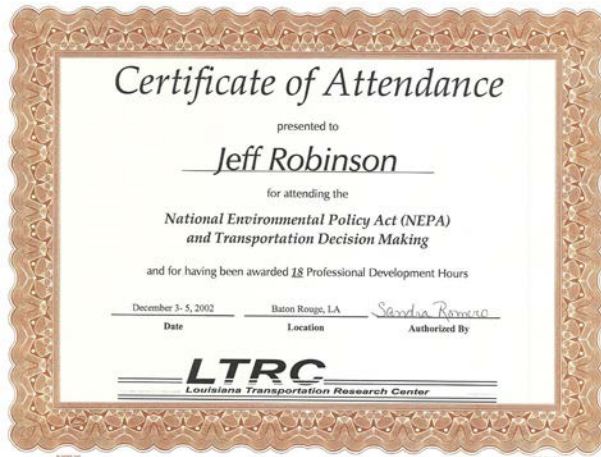 Certificate of Attendance
presented to
Jeff Robinson
for attending the
National Environmental Policy Act (NEPA)
and Transportation Decision Making
and for having been awarded 18 Professional Development Hours
December 3- 5, 2002 Baton Rouge, LA Sandra Romero
Date Location Authorized By
LTRC
Louisiana Transportation Research Center